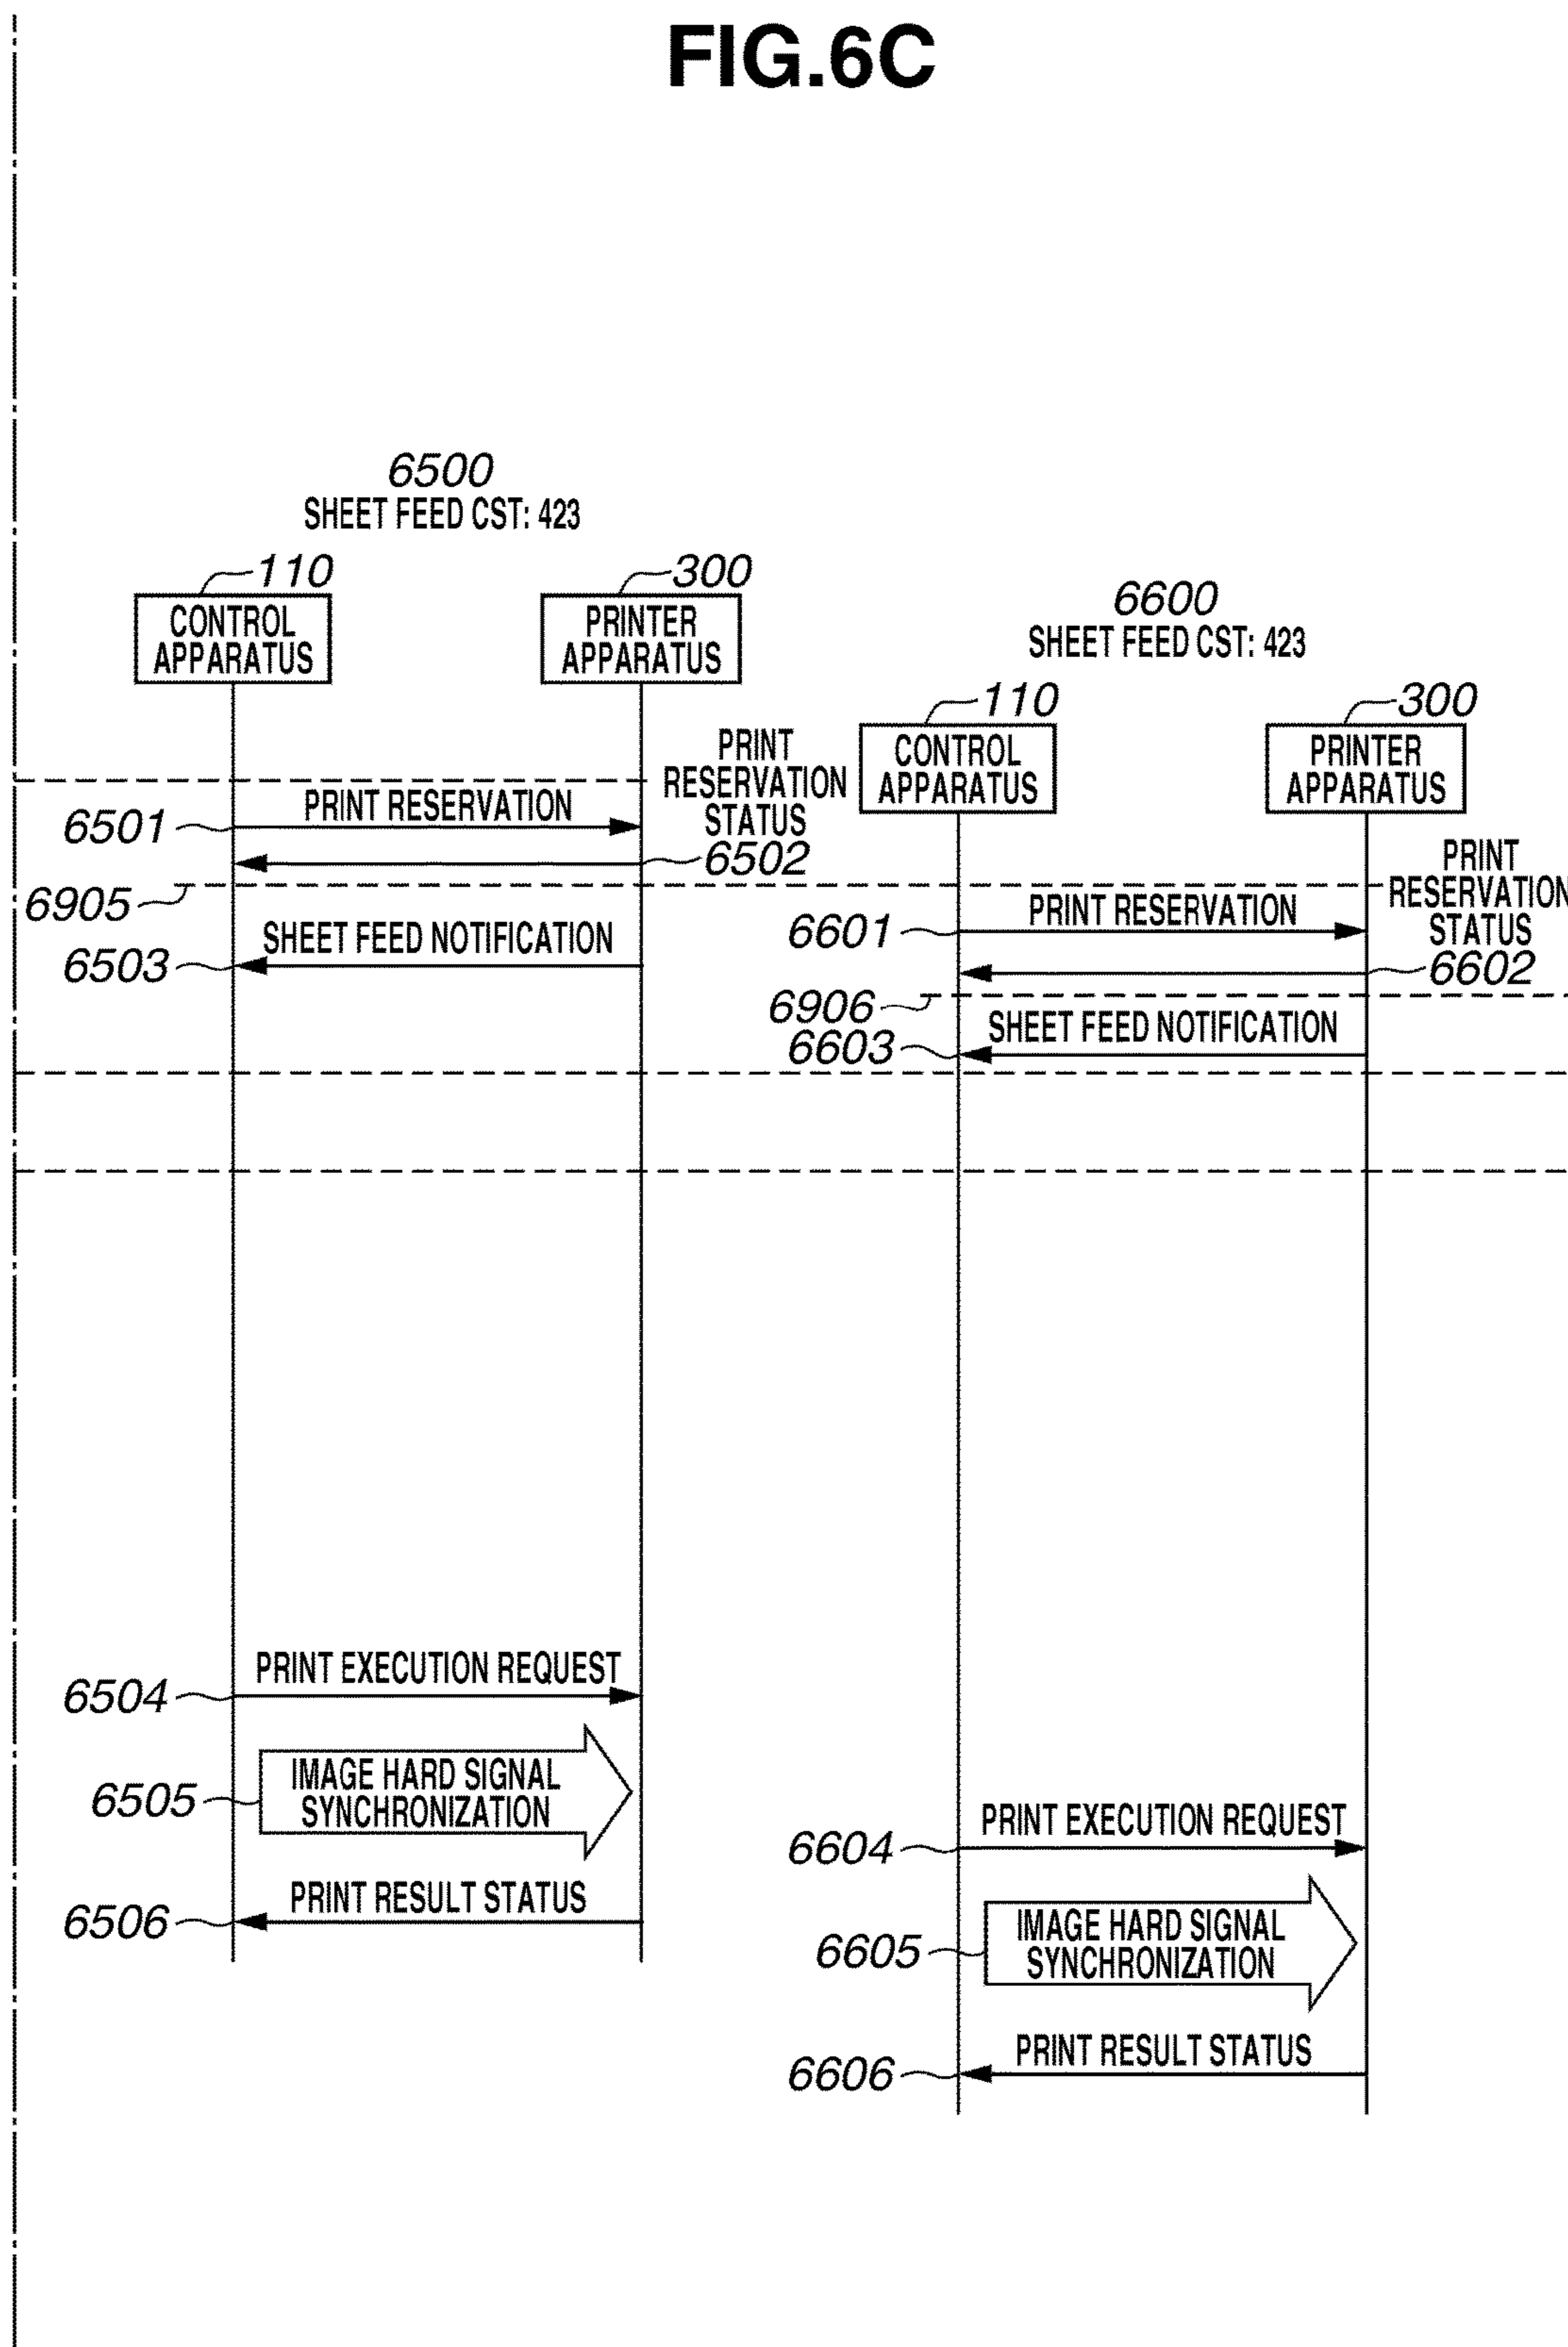 FIG.6C
6500
SHEET FEED CST: 423
110
300
CONTROL
APPARATUS
PRINTER
APPARATUS
PRINT
RESERVATION
STATUS
PRINT RESERVATION
6501
6502
6905
SHEET FEED NOTIFICATION
6503
PRINT EXECUTION REQUEST
6504
IMAGE HARD SIGNAL
SYNCHRONIZATION
6505
PRINT RESULT STATUS
6506
6600
SHEET FEED CST: 423
110
300
CONTROL
APPARATUS
PRINTER
APPARATUS
PRINT
RESERVATION
STATUS
PRINT RESERVATION
6601
6602
6906
SHEET FEED NOTIFICATION
6603
PRINT EXECUTION REQUEST
6604
IMAGE HARD SIGNAL
SYNCHRONIZATION
6605
PRINT RESULT STATUS
6606